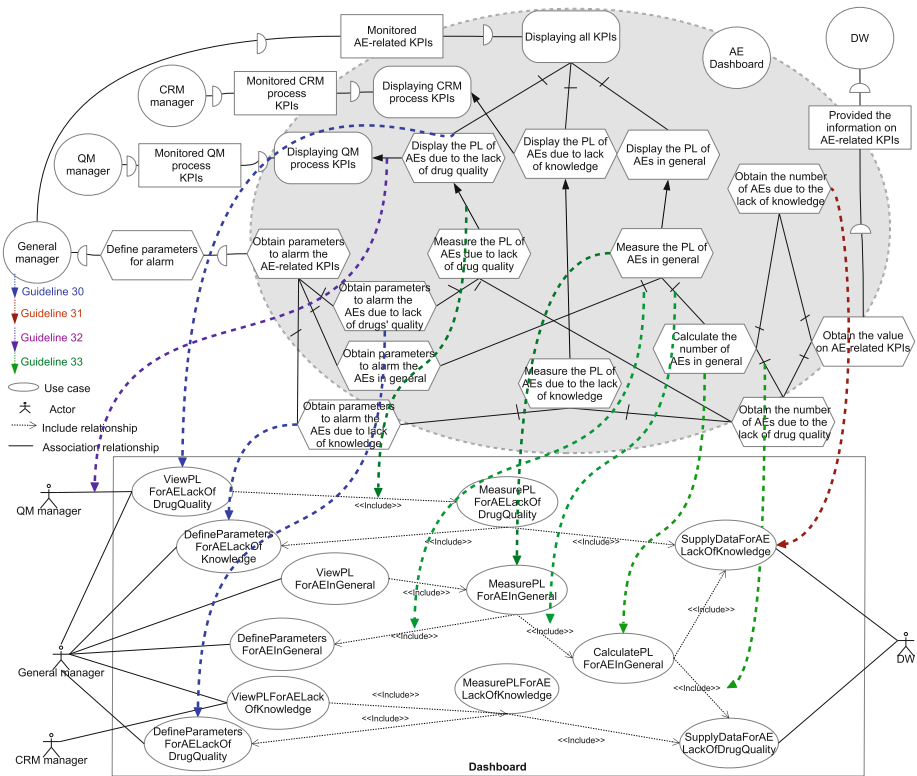 Monitored
AE-related KPIs
Displaying all KPIs
AE
Dashboard
DW
CRM
manager
Monitored CRM
process
KPIs
Displaying CRM
process KPIs
Provided the
information on
AE-related KPIs
QM
manager
Monitored QM
process
KPIs
Displaying QM
process KPIs
Display the PL of
AEs due to the lack
of drug quality
Display the PL of
AEs due to lack
of knowledge
Display the PL of
AEs in general
Obtain the number
of AEs due to the
lack of knowledge
General
manager
Define parameters
for alarm
Obtain parameters
to alarm the
AE-related KPIs
Measure the PL of
AEs due to lack
of drug quality
Measure the PL of
AEs in general
Guideline 30
Guideline 31
Guideline 32
Guideline 33
Obtain parameters
to alarm the
AEs due to lack
of drugs' quality
Obtain parameters
to alarm the
AEs in general
Calculate the
number of
AEs in general
Obtain the value
on AE-related KPIs
Measure the PL of
AEs due to the lack
of knowledge
Obtain parameters
to alarm the
AEs due to lack
of knowledge
Obtain the number
of AEs due to the
lack of drug quality
Use case
Actor
Include relationship
Association relationship
QM manager
ViewPL
ForAELackOf
DrugQuality
<<Include>>
MeasurePL
ForAELackOf
DrugQuality
DefineParameters
ForAELackOf
Knowledge
<<Include>>
<<Include>>
SupplyDataForAE
LackOfKnowledge
ViewPL
ForAEInGeneral
<<Include>>
MeasurePL
ForAEInGeneral
<<Include>>
DefineParameters
ForAEInGeneral
<<Include>>
<<Include>>
CalculatePL
ForAEInGeneral
General manager
DW
<<Include>>
ViewPLForAELack
OfKnowledge
<<Include>>
MeasurePLForAE
LackOfKnowledge
<<Include>>
CRM manager
DefineParameters
ForAELackOf
DrugQuality
<<Include>>
SupplyDataForAE
LackOfDrugQuality
Dashboard